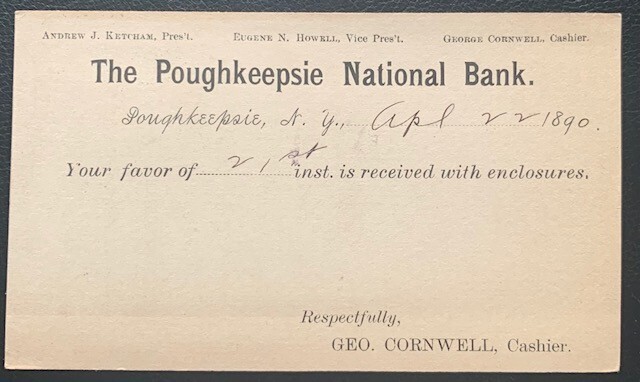 ANDREW J. KETCHAM, Pres't. EUGENE N. HOWELL, Vice Pres't. GEORGE CORNWELL, Cashier.
The Poughkeepsie National Bank.
Poughkeepsie, N. Y., Apl 22 1890.
Your favor of 21st inst. is received with enclosures.
Respectfully,
GEO. CORNWELL, Cashier.